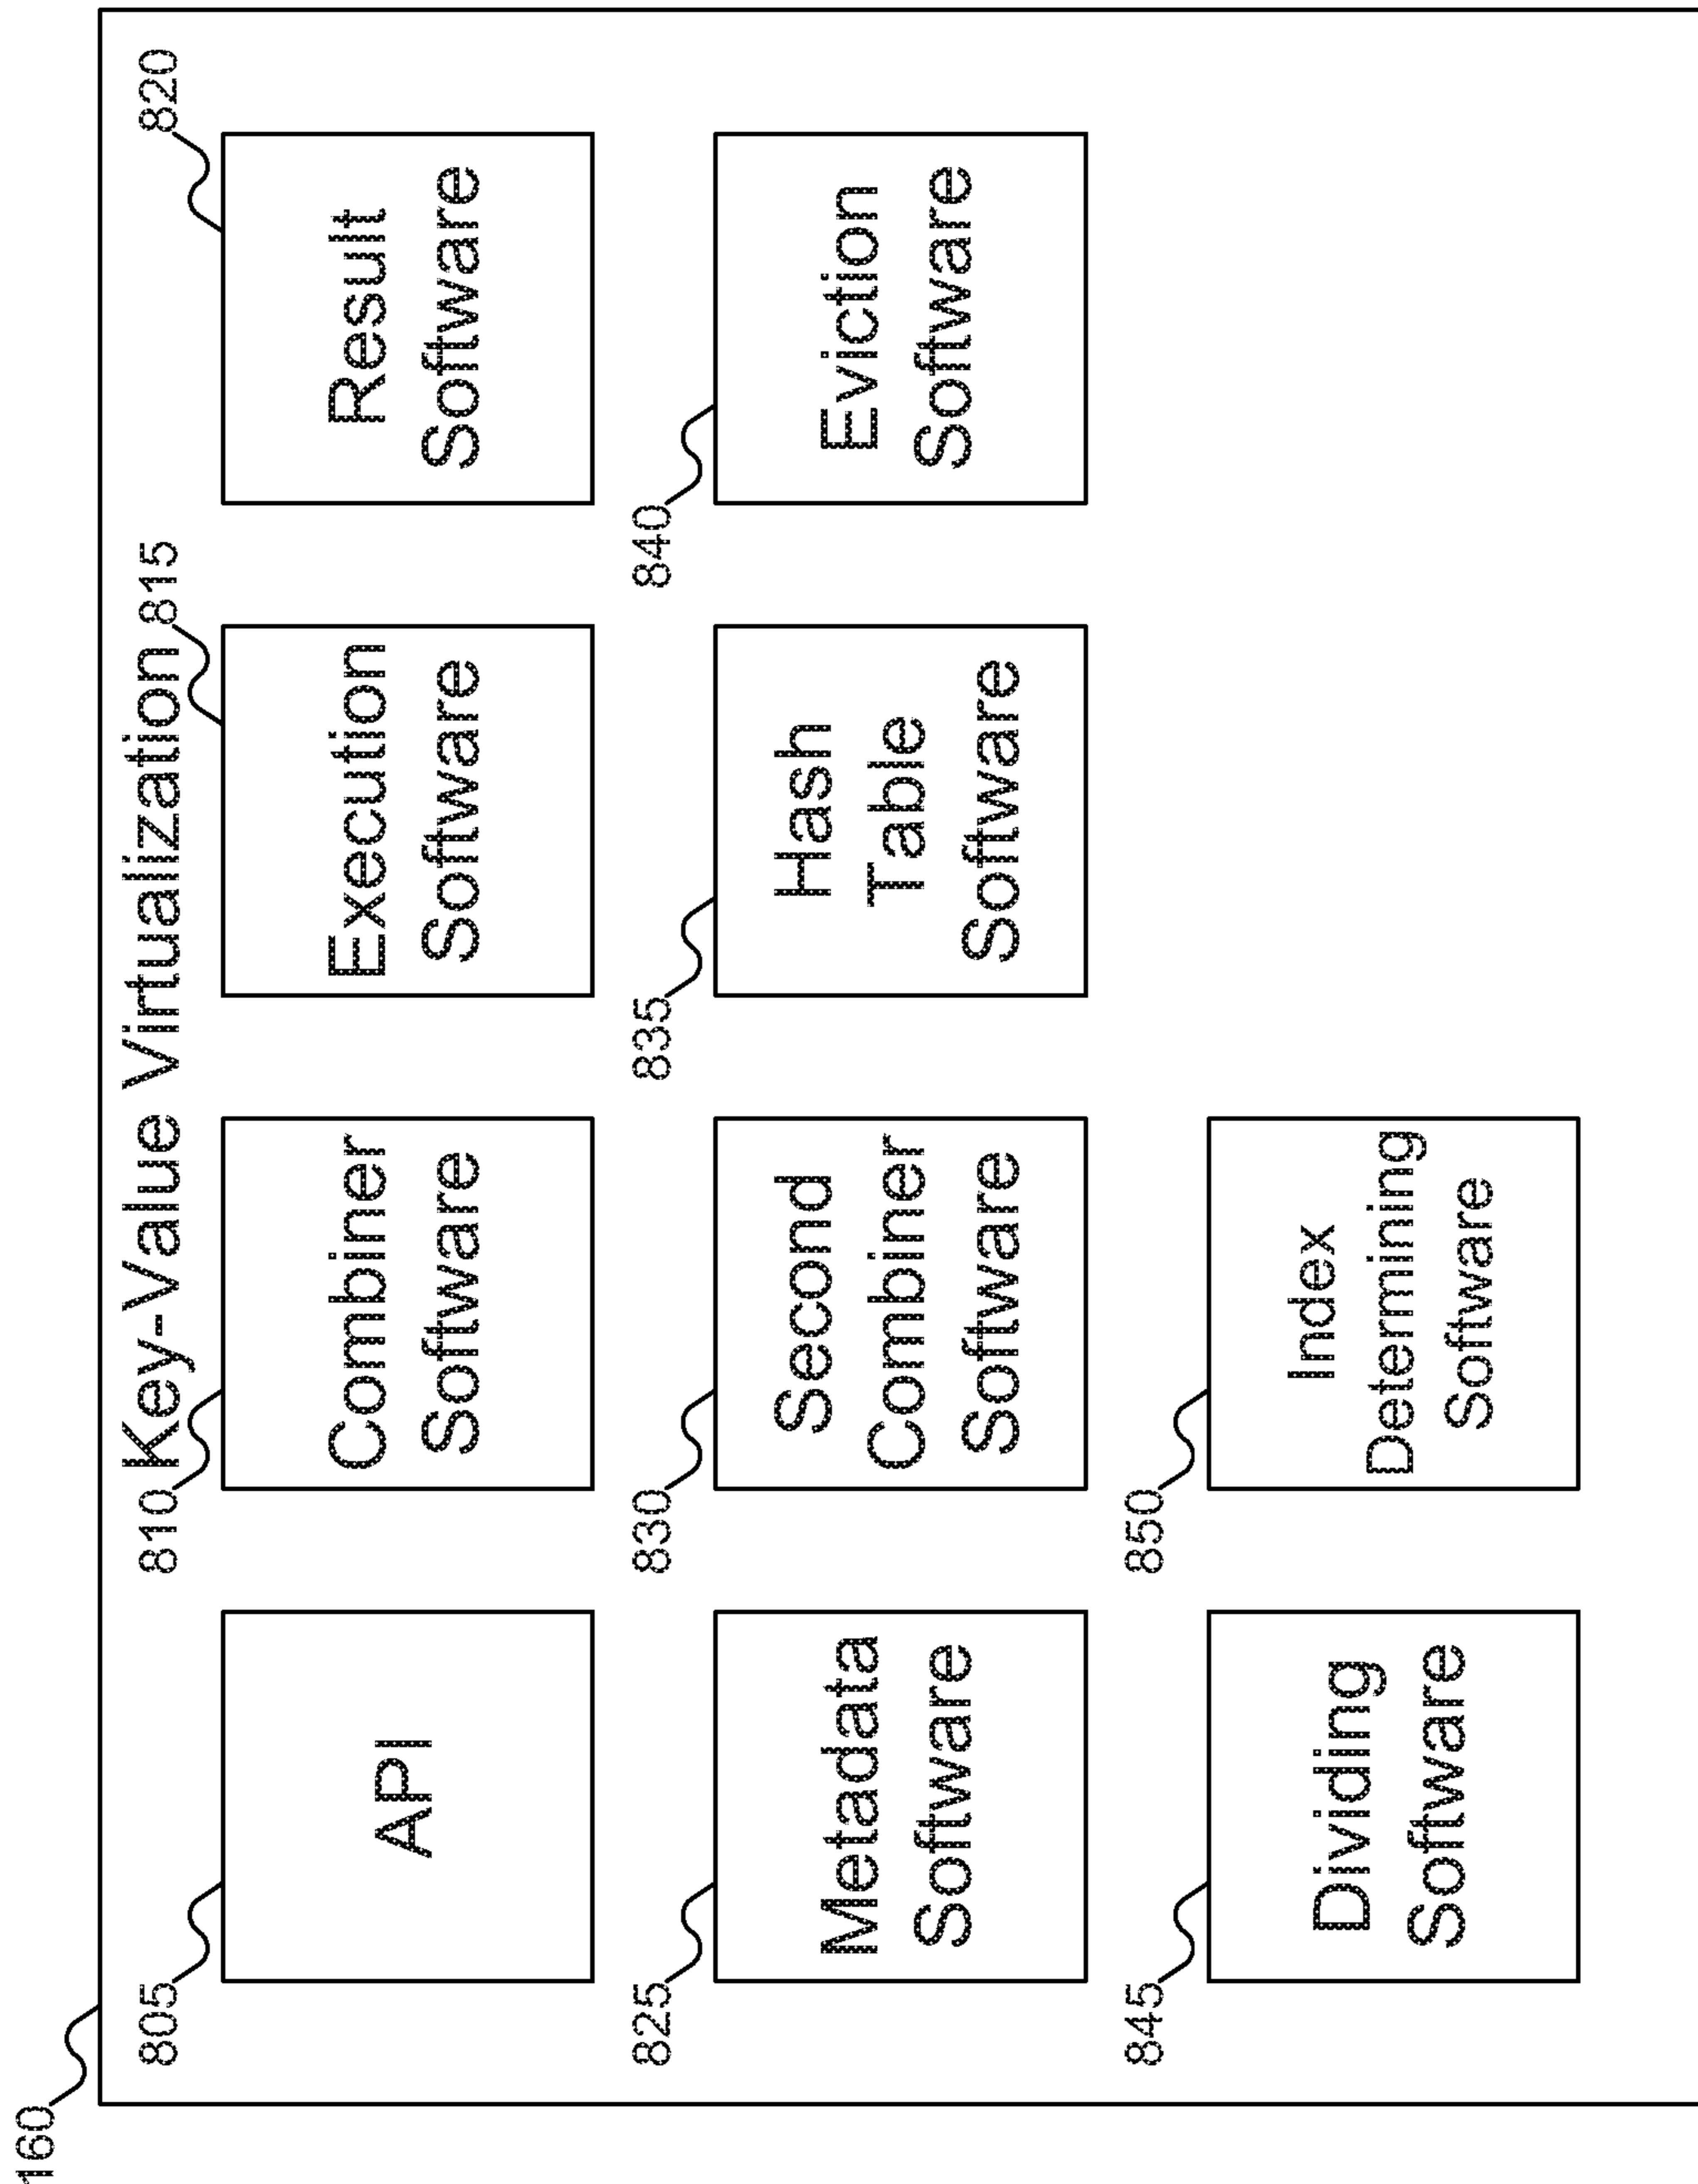 160
Key-Value Virtualization
805
API
810
Combiner
Software
815
Execution
Software
820
Result
Software
825
Metadata
Software
830
Second
Combiner
Software
835
Hash
Table
Software
840
Eviction
Software
845
Dividing
Software
850
Index
Determining
Software